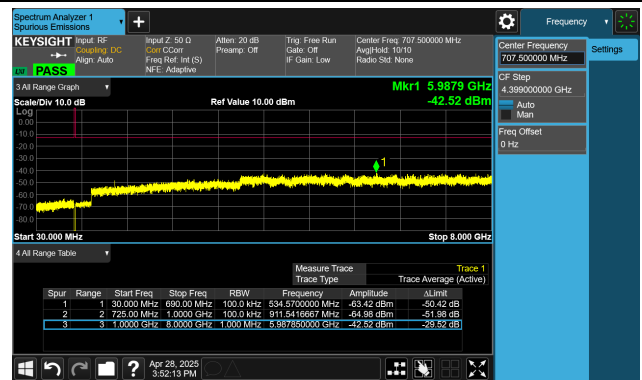 Spectrum Analyzer 1
Spurious Emissions
Frequency
KEYSIGHT
Input: RF
Coupling: DC
Align: Auto
Input Z: 50 Ω
Corr CCorr
Freq Ref: Int (S)
NFE: Adaptive
Atten: 20 dB
Preamp: Off
Trig: Free Run
Gate: Off
IF Gain: Low
Center Freq: 707.500000 MHz
Avg|Hold: 10/10
Radio Std: None
PASS
Center Frequency
707.500000 MHz
Settings
CF Step
4.399000000 GHz
Auto
Man
Freq Offset
0 Hz
3 All Range Graph
Mkr1 5.9879 GHz
Scale/Div 10.0 dB
Ref Value 10.00 dBm
-42.52 dBm
Log
0.00
-10.0
-20.0
-30.0
-40.0
-50.0
-60.0
-70.0
-80.0
1
Start 30.000 MHz
Stop 8.000 GHz
4 All Range Table
Measure Trace Trace 1
Trace Type Trace Average (Active)
Spur Range Start Freq Stop Freq RBW Frequency Amplitude ΔLimit
1 1 30.000 MHz 690.00 MHz 100.0 kHz 534.5700000 MHz -63.42 dBm -50.42 dB
2 2 725.00 MHz 1.0000 GHz 100.0 kHz 911.5416667 MHz -64.98 dBm -51.98 dB
3 3 1.0000 GHz 8.0000 GHz 1.000 MHz 5.987850000 GHz -42.52 dBm -29.52 dB
?
Apr 28, 2025
3:52:13 PM